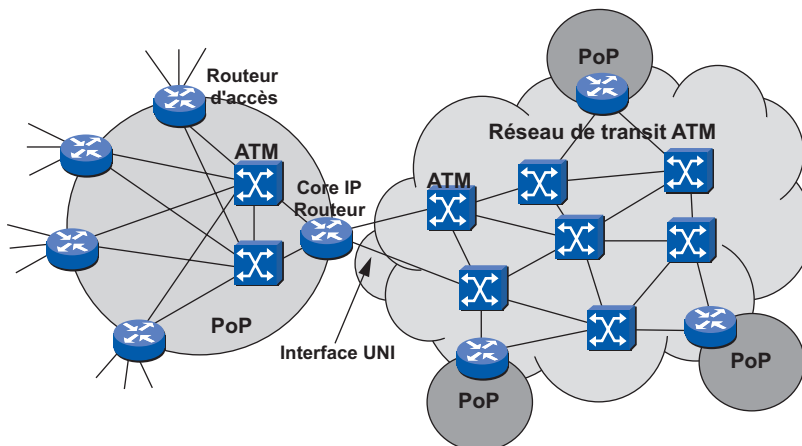 PoP
Routeur
d'accès
Réseau de transit ATM
ATM
ATM
Core IP
Routeur
PoP
Interface UNI
PoP
PoP